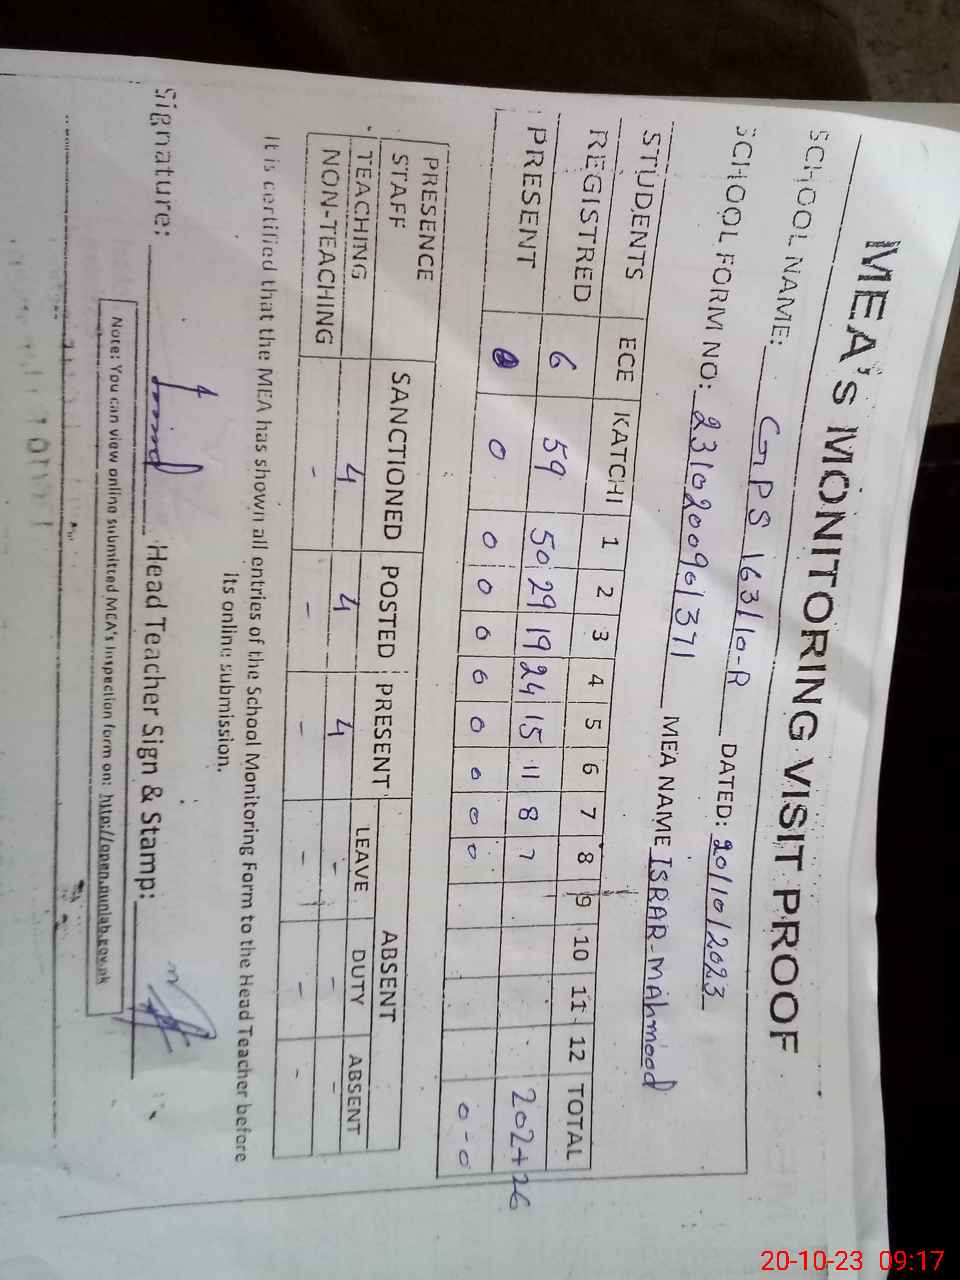 MEA's MONITORING VISIT PROOF
SCHOOL NAME: GPS 163/10-R
SCHOOL FORM NO: 2310200901371 DATED: 20/10/2023
MEA NAME ISRAR-MAHmood
STUDENTS ECE KATCHI 1 2 3 4 5 6 7 8 9 10 11 12 TOTAL
REGISTRED 6 59 50 29 19 24 15 11 8 7 202+26
PRESENT 0 0 0 0 0 0 0 0 0 0-0
PRESENCE SANCTIONED POSTED PRESENT ABSENT
STAFF LEAVE DUTY ABSENT
TEACHING 4 4 4 - - -
NON-TEACHING - - - - - -
It is certified that the MEA has shown all entries of the School Monitoring Form to the Head Teacher before
its online submission.
Signature: Head Teacher Sign & Stamp:
Note: You can view online submitted MEA's inspection form on: http://open.punjab.gov.pk
20-10-23 09:17